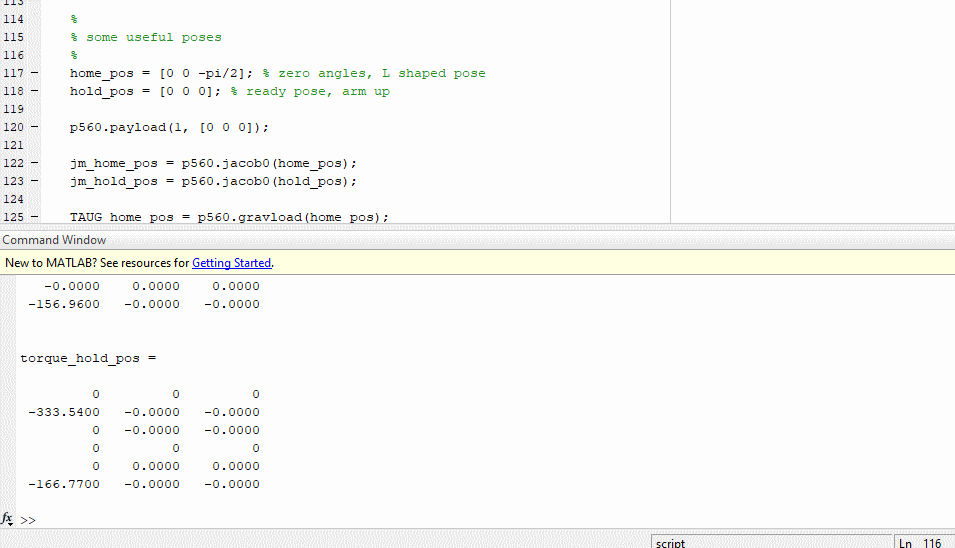 113
114 %
115 % some useful poses
116 %
117 – home_pos = [0 0 -pi/2]; % zero angles, L shaped pose
118 – hold_pos = [0 0 0]; % ready pose, arm up
119
120 – p560.payload(1, [0 0 0]);
121
122 – jm_home_pos = p560.jacob0(home_pos);
123 – jm_hold_pos = p560.jacob0(hold_pos);
124
125 – TAUG_home_pos = p560.gravload(home_pos);
Command Window
New to MATLAB? See resources for Getting Started.
-0.0000 0.0000 0.0000
-156.9600 -0.0000 -0.0000
torque_hold_pos =
0 0 0
-333.5400 -0.0000 -0.0000
0 -0.0000 -0.0000
0 0 0
0 0.0000 0.0000
-166.7700 -0.0000 -0.0000
fx >>
script Ln 116